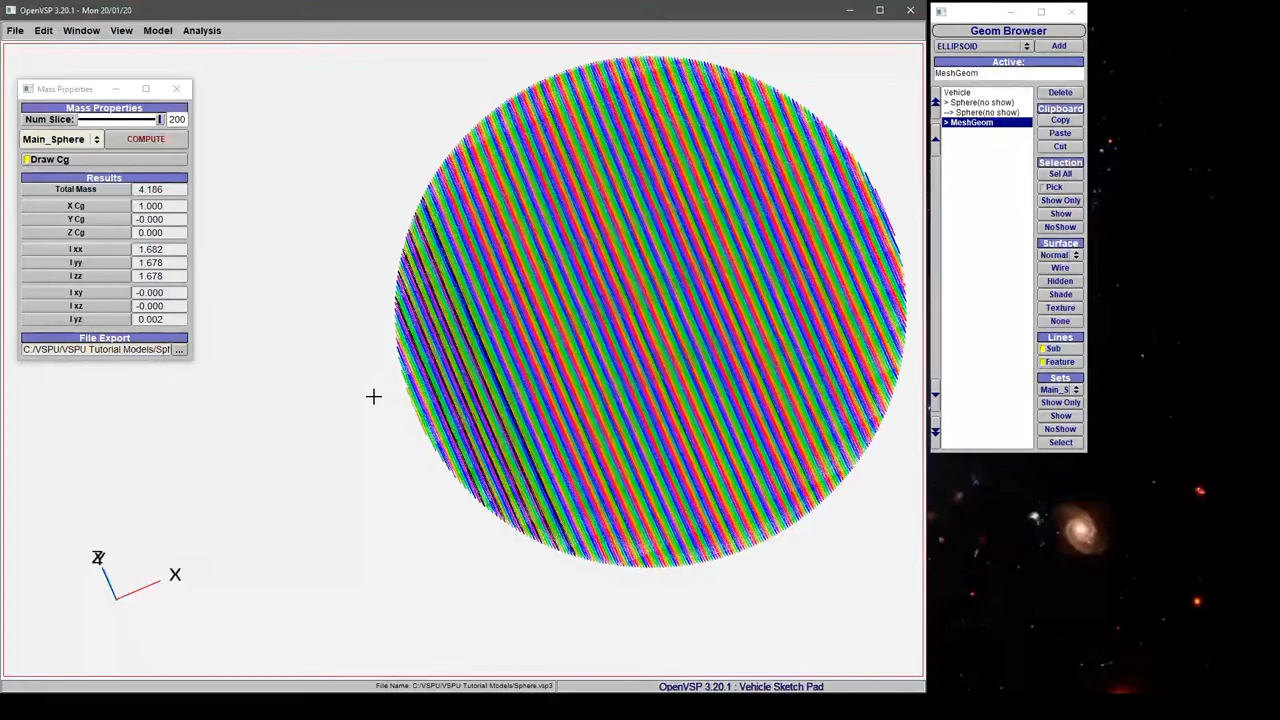 OpenVSP 3.20.1 - Mon 20/01/20
File Edit Window View Model Analysis
Mass Properties
Mass Properties
Num Slice: 200
Main_Sphere COMPUTE
Draw Cg
Results
Total Mass 4.186
X Cg 1.000
Y Cg -0.000
Z Cg 0.000
I xx 1.682
I yy 1.678
I zz 1.678
I xy -0.000
I xz -0.000
I yz 0.002
File Export
C:/VSPU/VSPU Tutorial Models/Spl ...
Z
Y
X
File Name: C:/VSPU/VSPU Tutorial Models/Sphere.vsp3
OpenVSP 3.20.1 : Vehicle Sketch Pad
Geom Browser
ELLIPSOID Add
Active:
MeshGeom
Vehicle
> Sphere(no show)
--> Sphere(no show)
> MeshGeom
Delete
Clipboard
Copy
Paste
Cut
Selection
Sel All
Pick
Show Only
Show
NoShow
Surface
Normal
Wire
Hidden
Shade
Texture
None
Lines
Sub
Feature
Sets
Main_S
Show Only
Show
NoShow
Select